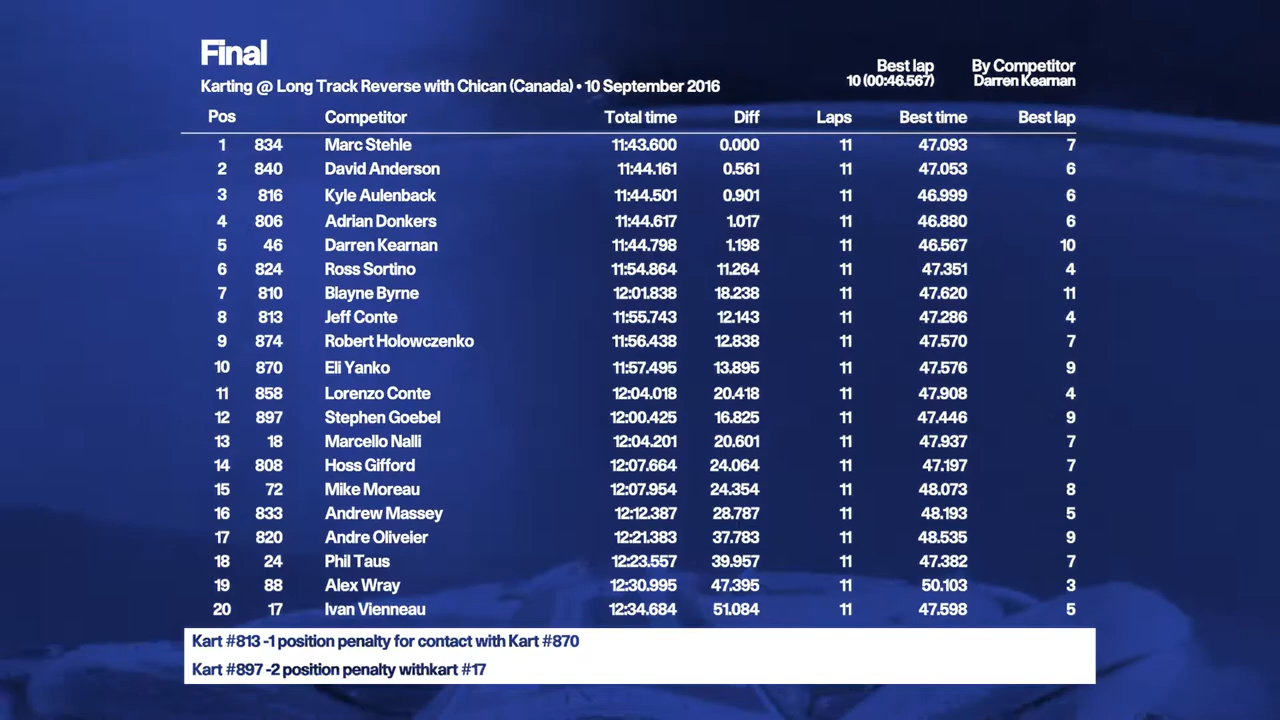 Final
Karting @ Long Track Reverse with Chican (Canada) • 10 September 2016
Best lap By Competitor
10 (00:46.567) Darren Kearnan
Pos Competitor Total time Diff Laps Best time Best lap
1 834 Marc Stehle 11:43.600 0.000 11 47.093 7
2 840 David Anderson 11:44.161 0.561 11 47.053 6
3 816 Kyle Aulenback 11:44.501 0.901 11 46.999 6
4 806 Adrian Donkers 11:44.617 1.017 11 46.880 6
5 46 Darren Kearnan 11:44.798 1.198 11 46.567 10
6 824 Ross Sortino 11:54.864 11.264 11 47.351 4
7 810 Blayne Byrne 12:01.838 18.238 11 47.620 11
8 813 Jeff Conte 11:55.743 12.143 11 47.286 4
9 874 Robert Holowczenko 11:56.438 12.838 11 47.570 7
10 870 Eli Yanko 11:57.495 13.895 11 47.576 9
11 858 Lorenzo Conte 12:04.018 20.418 11 47.908 4
12 897 Stephen Goebel 12:00.425 16.825 11 47.446 9
13 18 Marcello Nalli 12:04.201 20.601 11 47.937 7
14 808 Hoss Gifford 12:07.664 24.064 11 47.197 7
15 72 Mike Moreau 12:07.954 24.354 11 48.073 8
16 833 Andrew Massey 12:12.387 28.787 11 48.193 5
17 820 Andre Oliveier 12:21.383 37.783 11 48.535 9
18 24 Phil Taus 12:23.557 39.957 11 47.382 7
19 88 Alex Wray 12:30.995 47.395 11 50.103 3
20 17 Ivan Vienneau 12:34.684 51.084 11 47.598 5
Kart #813 -1 position penalty for contact with Kart #870
Kart #897 -2 position penalty withkart #17